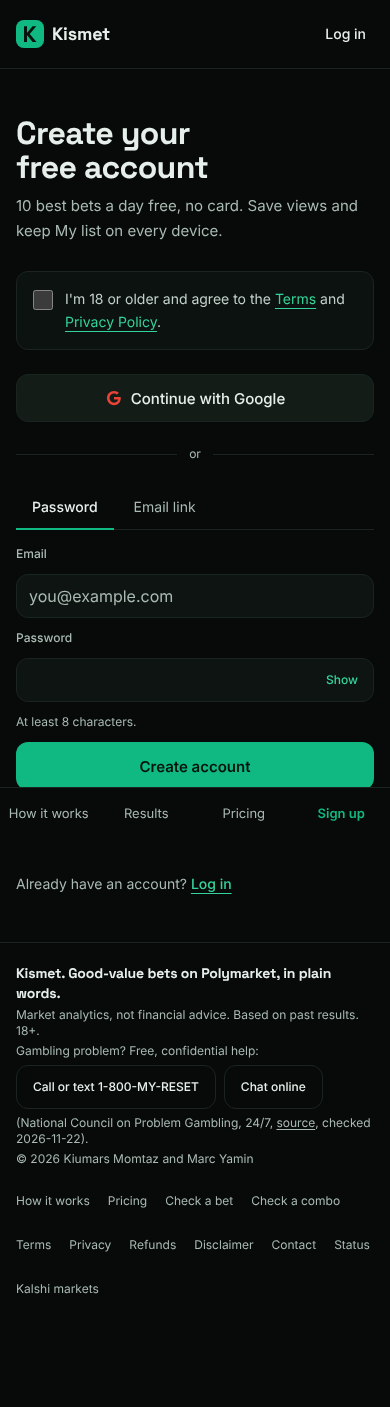 K Kismet
Log in
Create your
free account
10 best bets a day free, no card. Save views and
keep My list on every device.
I'm 18 or older and agree to the Terms and
Privacy Policy.
G Continue with Google
or
Password Email link
Email
you@example.com
Password
Show
At least 8 characters.
Create account
How it works Results Pricing Sign up
Already have an account? Log in
Kismet. Good-value bets on Polymarket, in plain
words.
Market analytics, not financial advice. Based on past results.
18+.
Gambling problem? Free, confidential help:
Call or text 1-800-MY-RESET Chat online
(National Council on Problem Gambling, 24/7, source, checked
2026-11-22).
© 2026 Kiumars Momtaz and Marc Yamin
How it works Pricing Check a bet Check a combo
Terms Privacy Refunds Disclaimer Contact Status
Kalshi markets